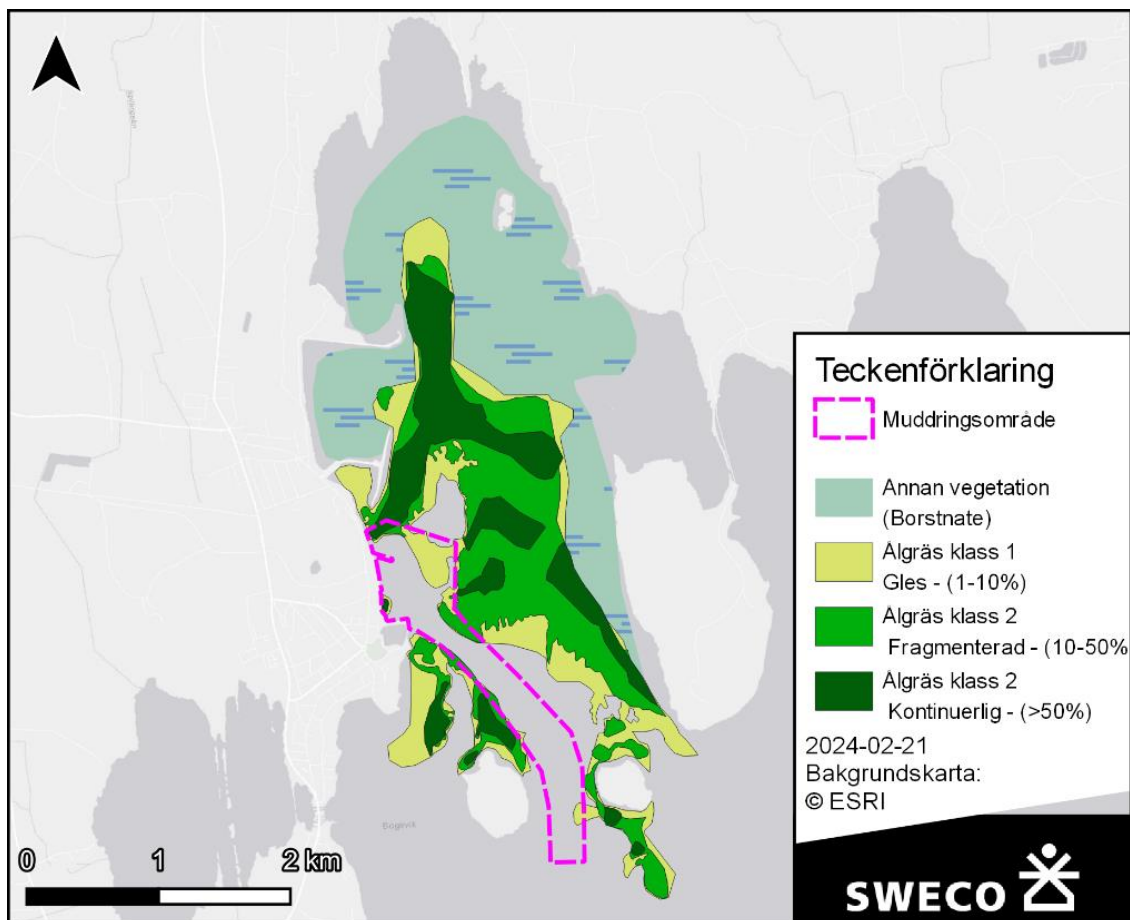 Teckenförklaring
Muddringsområde
Annan vegetation
(Borstnate)
Ålgräs klass 1
Gles - (1-10%)
Ålgräs klass 2
Fragmenterad - (10-50%
Ålgräs klass 2
Kontinuerlig - (>50%)
2024-02-21
Bakgrundskarta:
© ESRI
Bogevik
0 1 2 km
SWECO